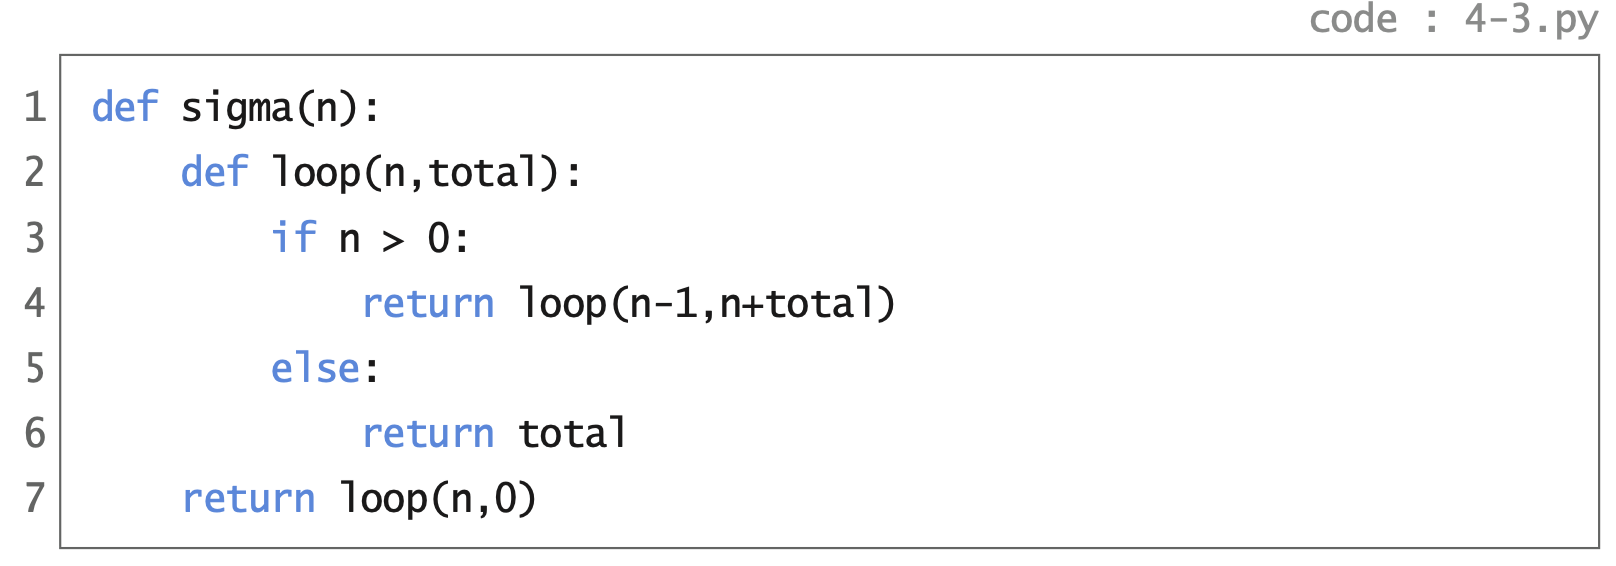 code : 4-3.py
1 def sigma(n):
2     def loop(n,total):
3         if n > 0:
4             return loop(n-1,n+total)
5         else:
6             return total
7     return loop(n,0)